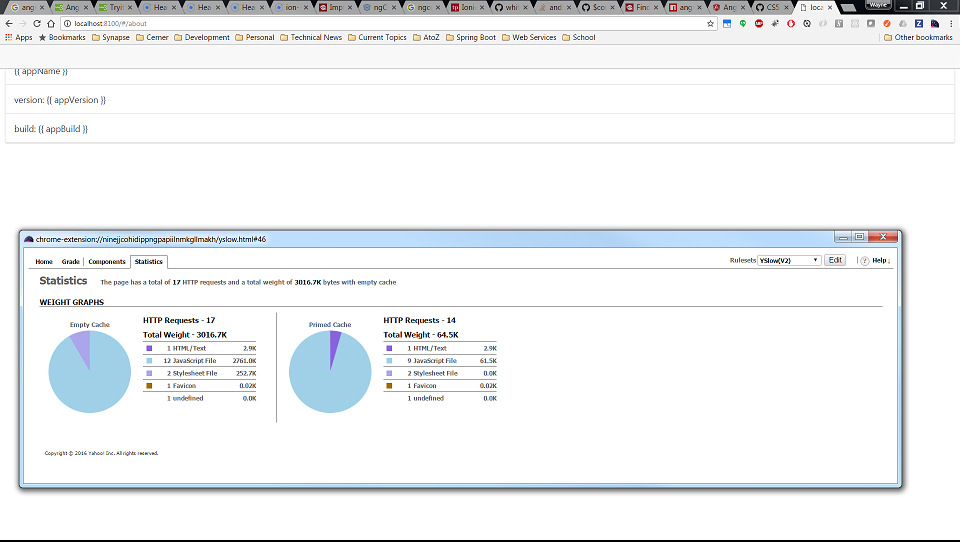 ang Ang Tryi Hea Hea Hea Hea ion- Imp ngC ngc Ioni whi and $co Finc ang Ang CS5 loca Wayne
localhost:8100/#/about
Apps Bookmarks Synapse Cerner Development Personal Technical News Current Topics AtoZ Spring Boot Web Services School Other bookmarks
{{ appName }}
version: {{ appVersion }}
build: {{ appBuild }}
chrome-extension://ninejjcohidippngpapiilnmkgllmakh/yslow.html#46
Home Grade Components Statistics Rulesets YSlow(V2) Edit | ? Help
Statistics The page has a total of 17 HTTP requests and a total weight of 3016.7K bytes with empty cache
WEIGHT GRAPHS
Empty Cache
HTTP Requests - 17
Total Weight - 3016.7K
1 HTML/Text 2.9K
12 JavaScript File 2761.0K
2 Stylesheet File 252.7K
1 Favicon 0.02K
1 undefined 0.0K
Primed Cache
HTTP Requests - 14
Total Weight - 64.5K
1 HTML/Text 2.9K
9 JavaScript File 61.5K
2 Stylesheet File 0.0K
1 Favicon 0.02K
1 undefined 0.0K
Copyright © 2016 Yahoo! Inc. All rights reserved.